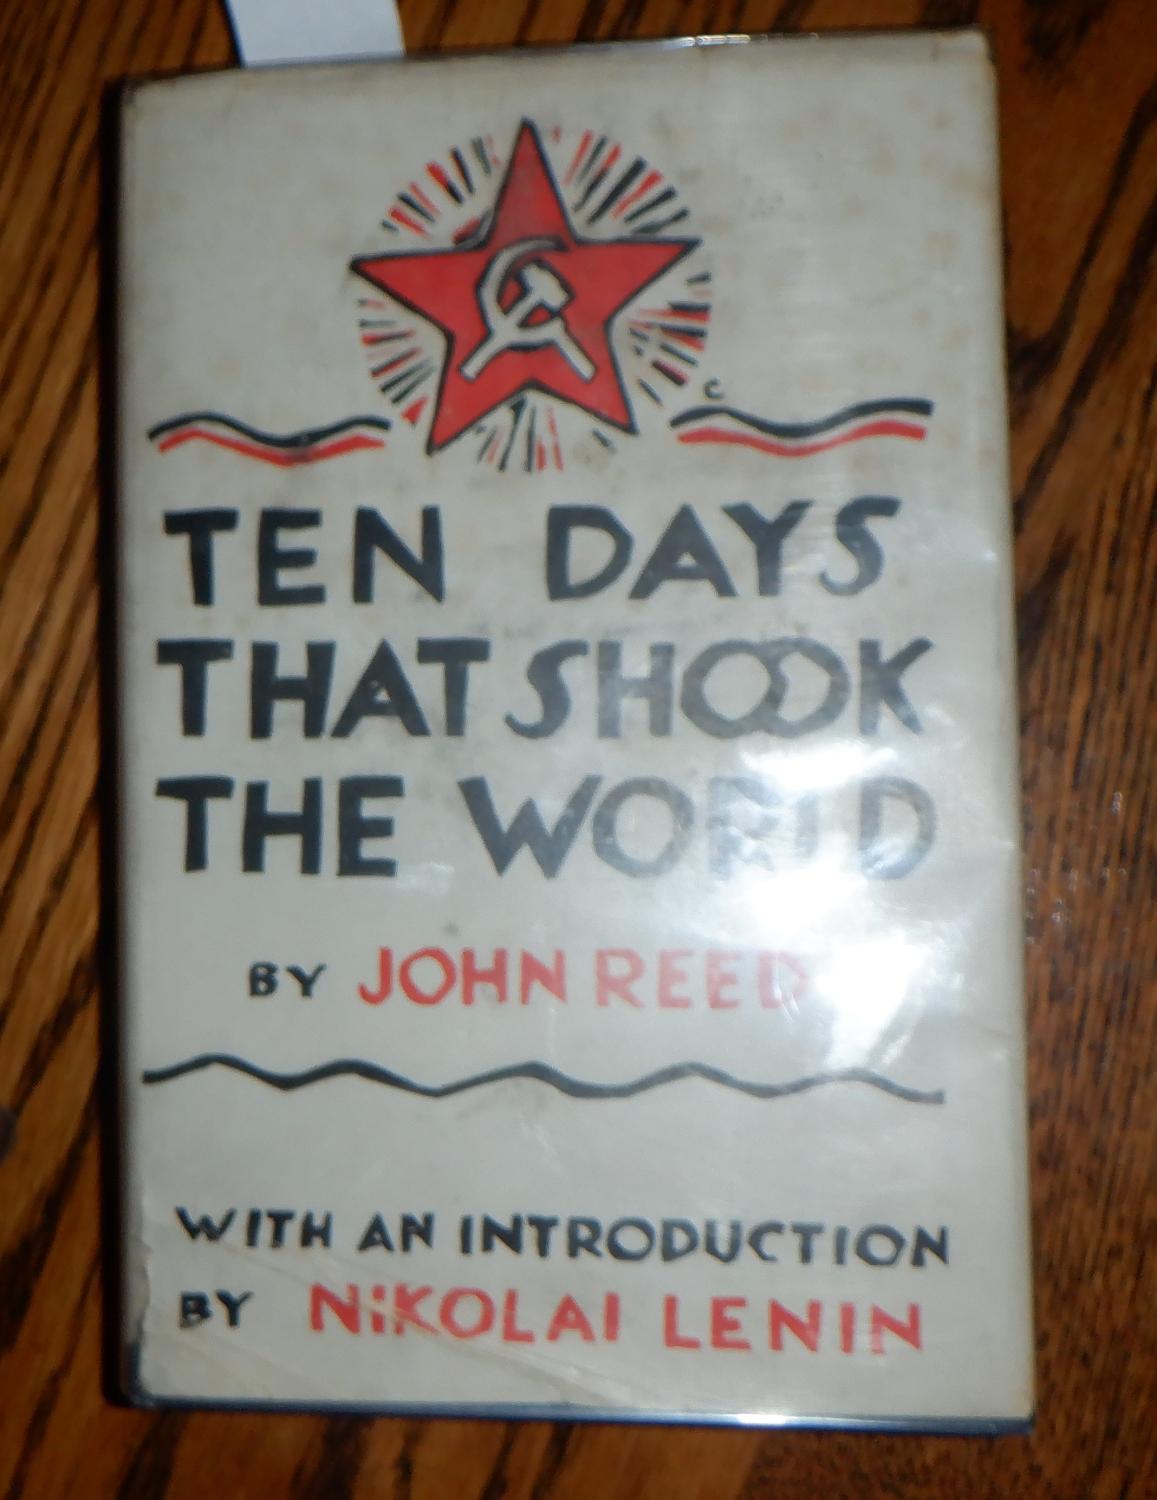 C
TEN DAYS
THAT SHOOK
THE WORLD
BY JOHN REED
WITH AN INTRODUCTION
BY NIKOLAI LENIN